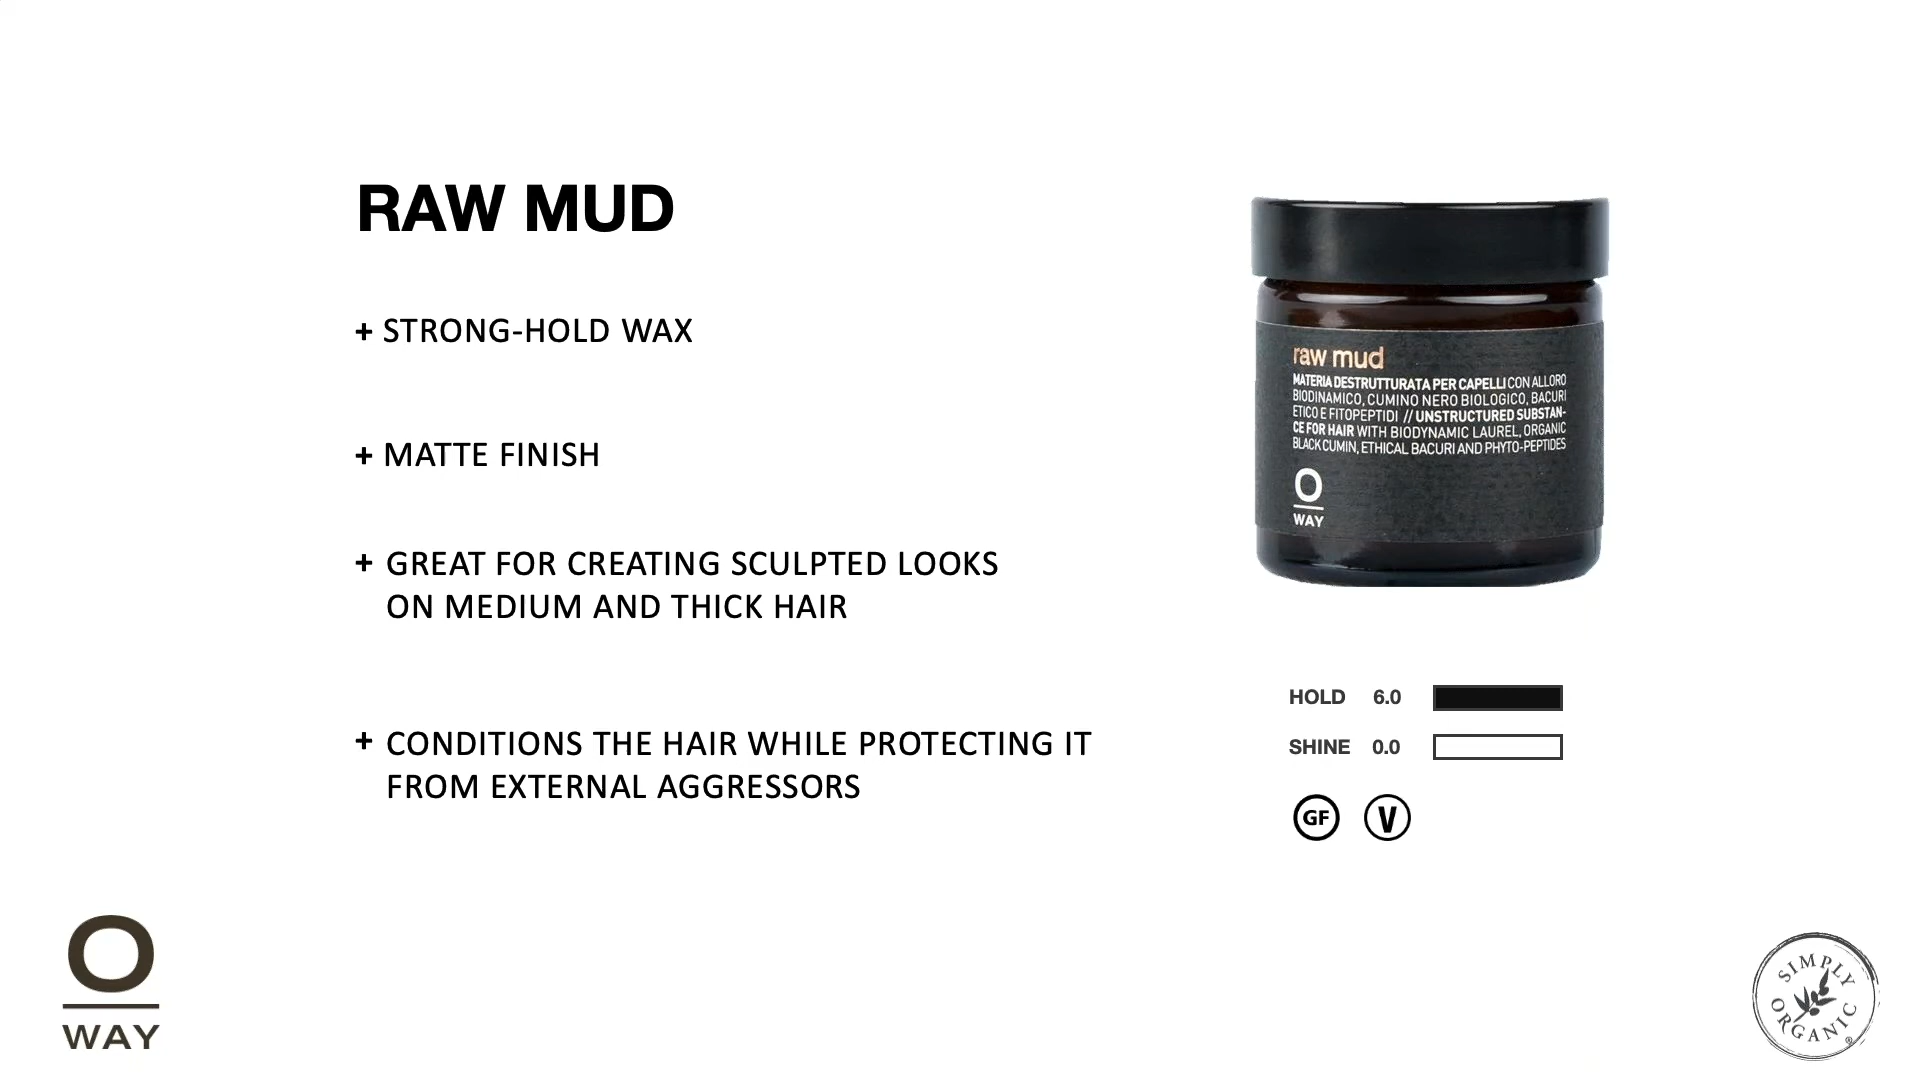 RAW MUD
+ STRONG-HOLD WAX
+ MATTE FINISH
+ GREAT FOR CREATING SCULPTED LOOKS
ON MEDIUM AND THICK HAIR
+ CONDITIONS THE HAIR WHILE PROTECTING IT
FROM EXTERNAL AGGRESSORS
raw mud
MATERIA DESTRUTTURATA PER CAPELLI CON ALLORO
BIODINAMICO, CUMINO NERO BIOLOGICO, BACURI
ETICO E FITOPEPTIDI // UNSTRUCTURED SUBSTAN-
CE FOR HAIR WITH BIODYNAMIC LAUREL, ORGANIC
BLACK CUMIN, ETHICAL BACURI AND PHYTO-PEPTIDES
O
WAY
HOLD 6.0
SHINE 0.0
GF V
O
WAY
SIMPLY
ORGANIC®